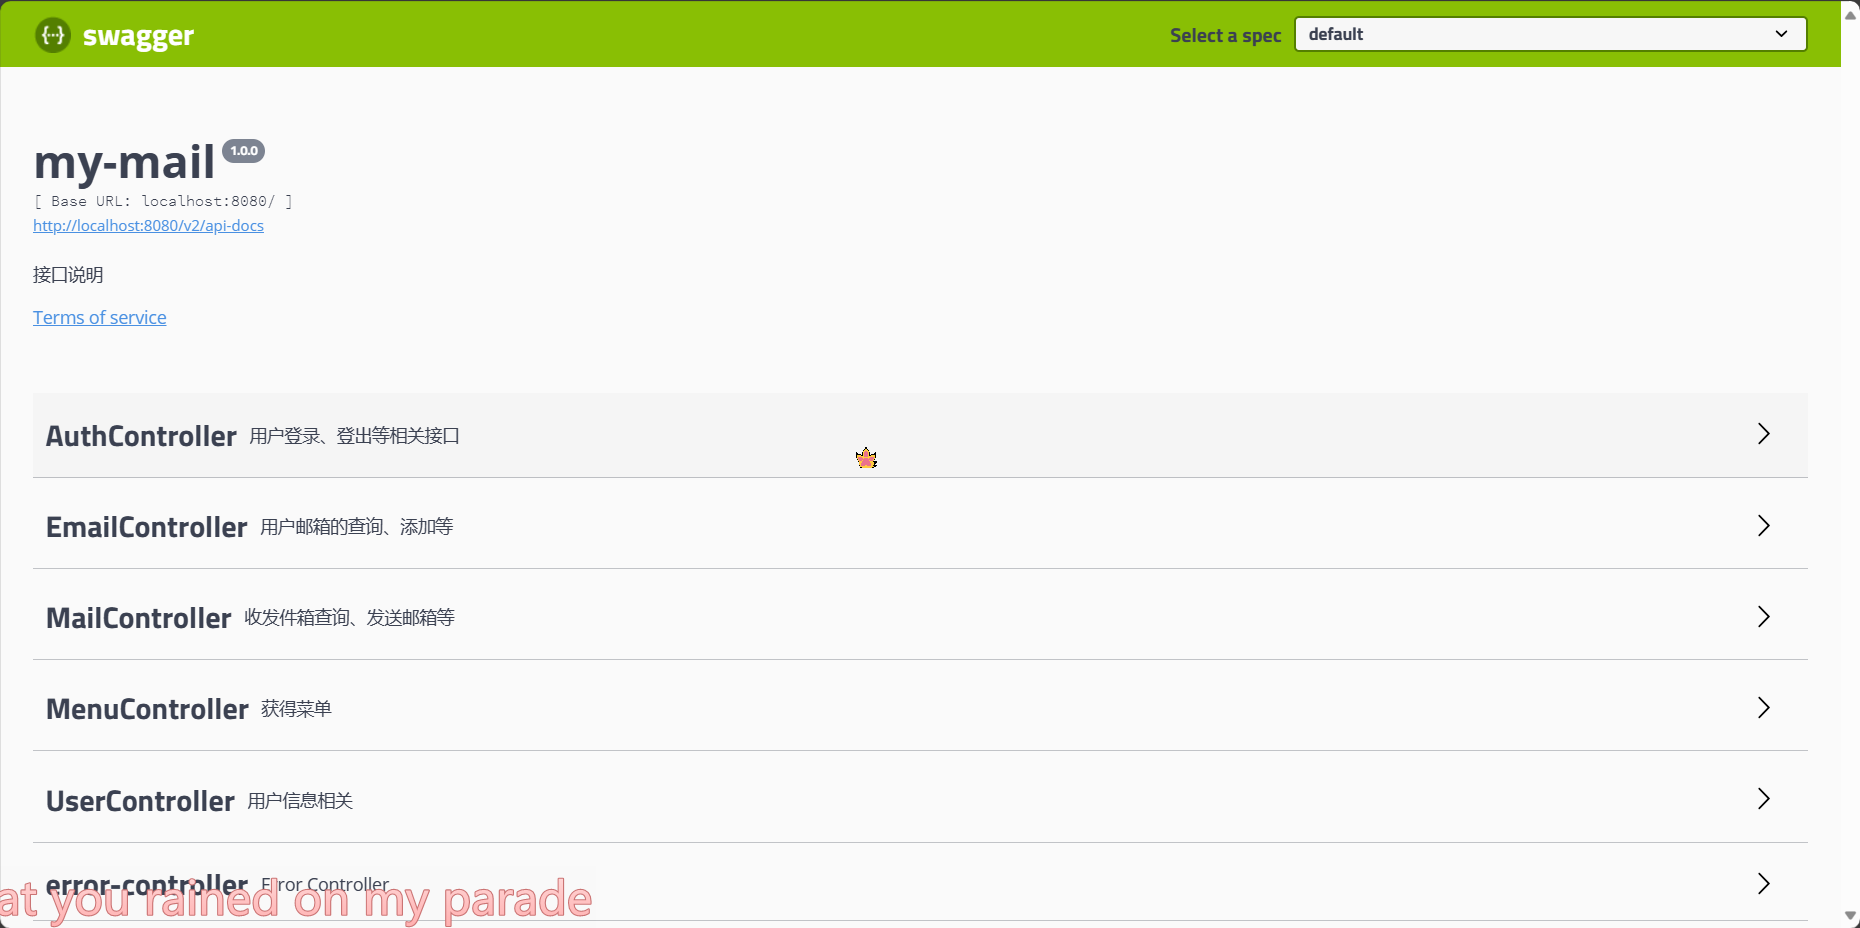 swagger
Select a spec
default
my-mail 1.0.0
[ Base URL: localhost:8080/ ]
http://localhost:8080/v2/api-docs
接口说明
Terms of service
AuthController 用户登录、登出等相关接口
EmailController 用户邮箱的查询、添加等
MailController 收发件箱查询、发送邮箱等
MenuController 获得菜单
UserController 用户信息相关
error-controller Error Controller
at you rained on my parade